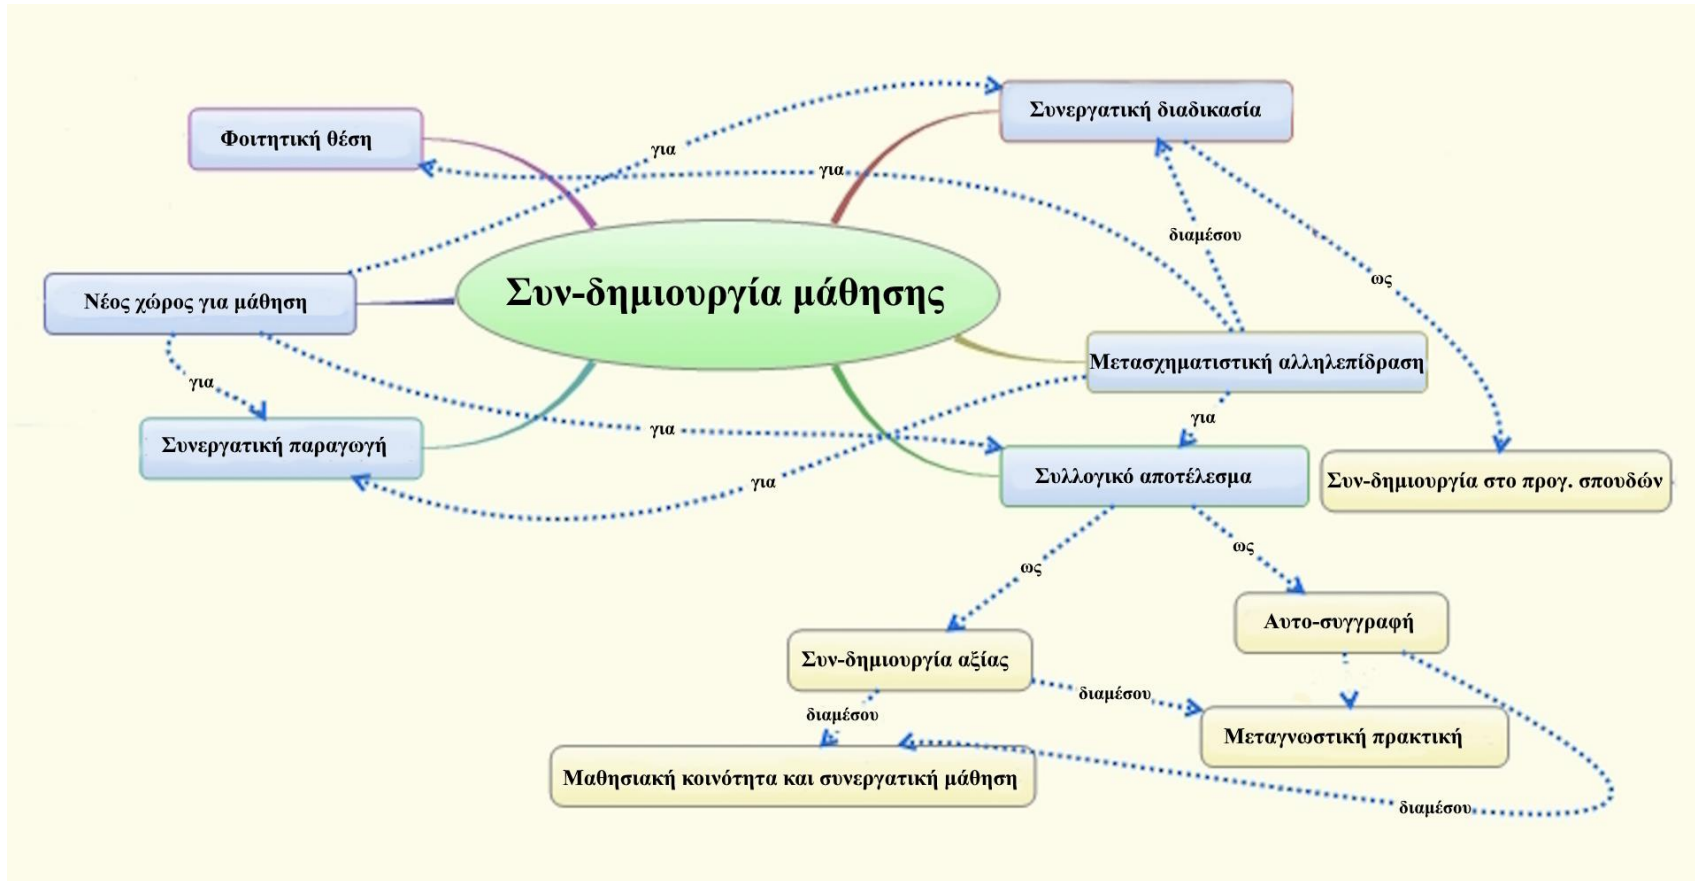 Συνεργατική διαδικασία
Φοιτητική θέση
για
για
διαμέσου
ως
Συν-δημιουργία μάθησης
Νέος χώρος για μάθηση
Μετασχηματιστική αλληλεπίδραση
για
για
για
Συνεργατική παραγωγή
Συλλογικό αποτέλεσμα
Συν-δημιουργία στο προγ. σπουδών
για
ως
ως
Αυτο-συγγραφή
Συν-δημιουργία αξίας
διαμέσου
διαμέσου
Μεταγνωστική πρακτική
Μαθησιακή κοινότητα και συνεργατική μάθηση
διαμέσου